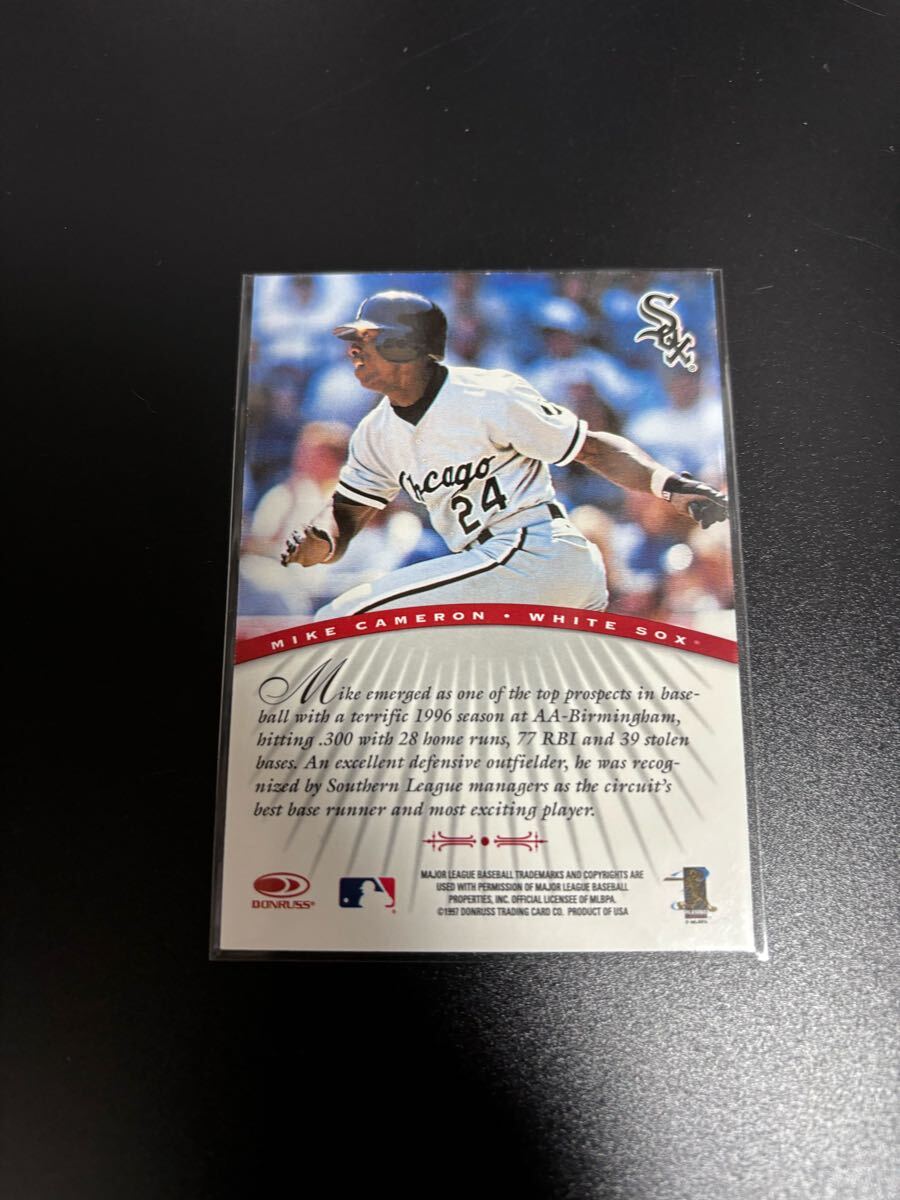 Sox
Chicago
24
MIKE CAMERON • WHITE SOX®
Mike emerged as one of the top prospects in base-
ball with a terrific 1996 season at AA-Birmingham,
hitting .300 with 28 home runs, 77 RBI and 39 stolen
bases. An excellent defensive outfielder, he was recog-
nized by Southern League managers as the circuit's
best base runner and most exciting player.
DONRUSS®
MAJOR LEAGUE BASEBALL TRADEMARKS AND COPYRIGHTS ARE
USED WITH PERMISSION OF MAJOR LEAGUE BASEBALL
PROPERTIES, INC. OFFICIAL LICENSEE OF MLBPA.
©1997 DONRUSS TRADING CARD CO. PRODUCT OF USA